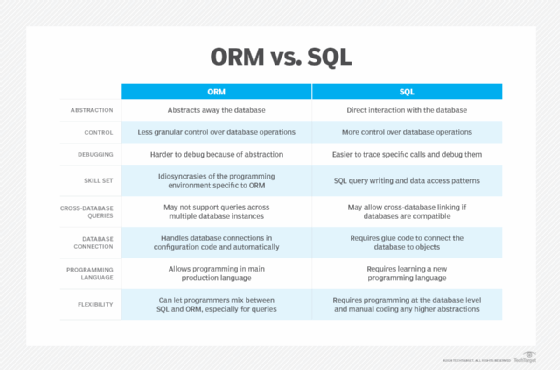 ORM vs. SQL
ORM SQL
ABSTRACTION Abstracts away the database Direct interaction with the database
CONTROL Less granular control over database operations More control over database operations
DEBUGGING Harder to debug because of abstraction Easier to trace specific calls and debug them
SKILL SET Idiosyncrasies of the programming environment specific to ORM SQL query writing and data access patterns
CROSS-DATABASE QUERIES May not support queries across multiple database instances May allow cross-database linking if databases are compatible
DATABASE CONNECTION Handles database connections in configuration code and automatically Requires glue code to connect the database to objects
PROGRAMMING LANGUAGE Allows programming in main production language Requires learning a new programming language
FLEXIBILITY Can let programmers mix between SQL and ORM, especially for queries Requires programming at the database level and manual coding any higher abstractions
TechTarget